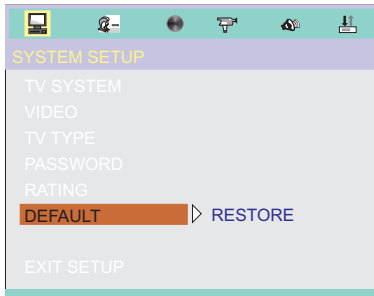 SYSTEM SETUP
TV SYSTEM
VIDEO
TV TYPE
PASSWORD
RATING
DEFAULT RESTORE
EXIT SETUP